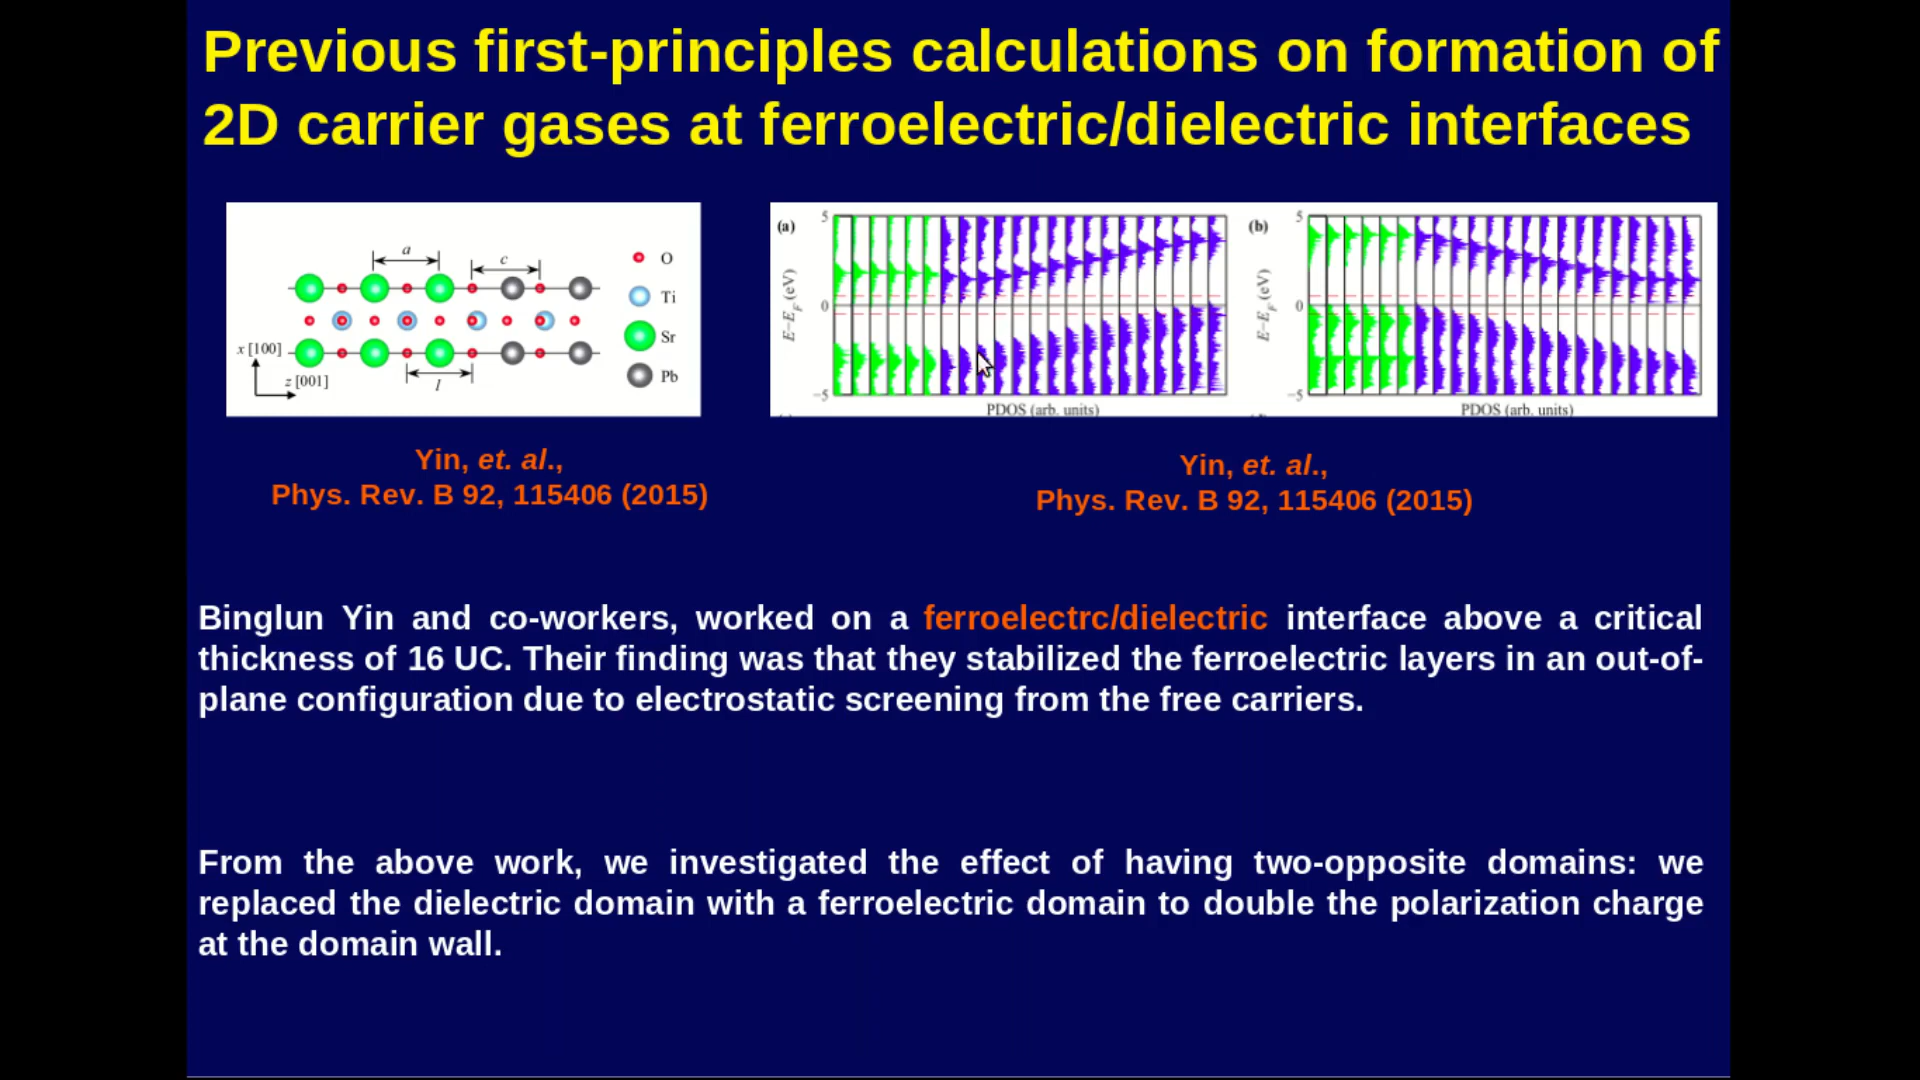 Previous first-principles calculations on formation of
2D carrier gases at ferroelectric/dielectric interfaces
a
c
O
Ti
Sr
Pb
x [100]
z [001]
l
(a)
5
0
−5
E−E_F (eV)
PDOS (arb. units)
(b)
5
0
−5
E−E_F (eV)
PDOS (arb. units)
Yin, et. al.,
Phys. Rev. B 92, 115406 (2015)
Yin, et. al.,
Phys. Rev. B 92, 115406 (2015)
Binglun Yin and co-workers, worked on a ferroelectrc/dielectric interface above a critical
thickness of 16 UC. Their finding was that they stabilized the ferroelectric layers in an out-of-
plane configuration due to electrostatic screening from the free carriers.
From the above work, we investigated the effect of having two-opposite domains: we
replaced the dielectric domain with a ferroelectric domain to double the polarization charge
at the domain wall.